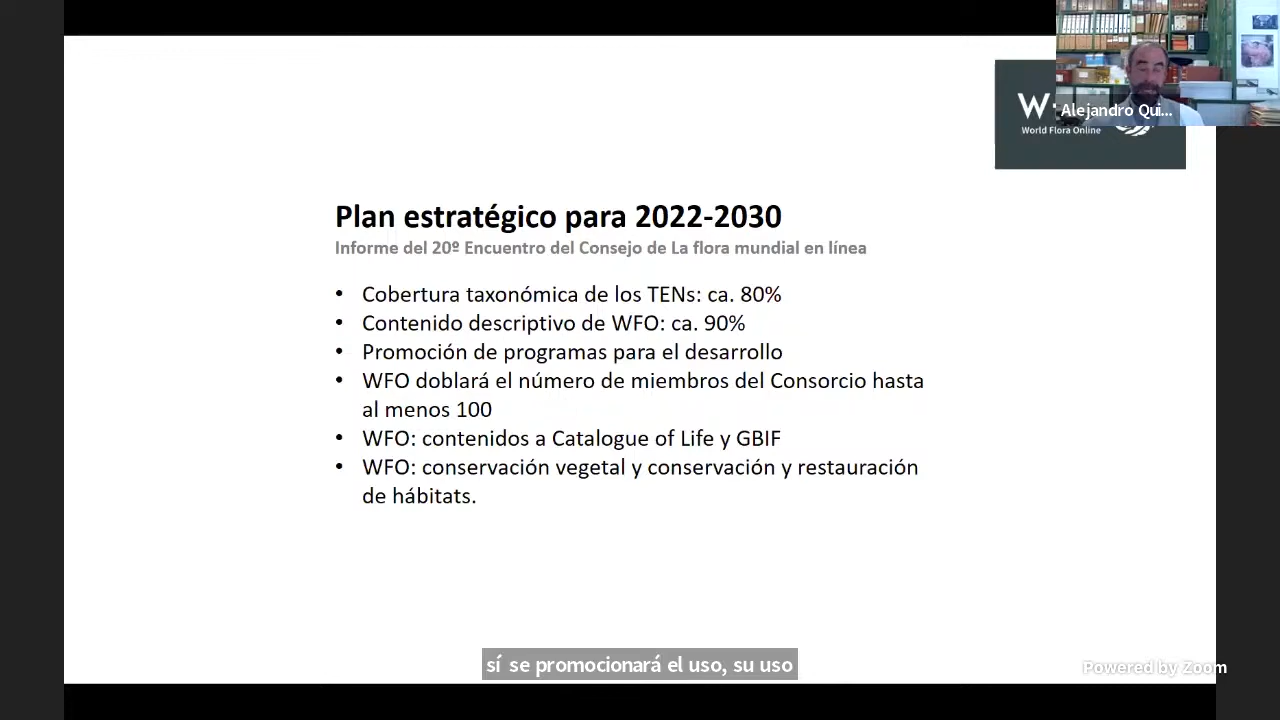 W
World Flora Online
Alejandro Qui...
Plan estratégico para 2022-2030
Informe del 20º Encuentro del Consejo de La flora mundial en línea
• Cobertura taxonómica de los TENs: ca. 80%
• Contenido descriptivo de WFO: ca. 90%
• Promoción de programas para el desarrollo
• WFO doblará el número de miembros del Consorcio hasta
al menos 100
• WFO: contenidos a Catalogue of Life y GBIF
• WFO: conservación vegetal y conservación y restauración
de hábitats.
sí se promocionará el uso, su uso
Powered by Zoom